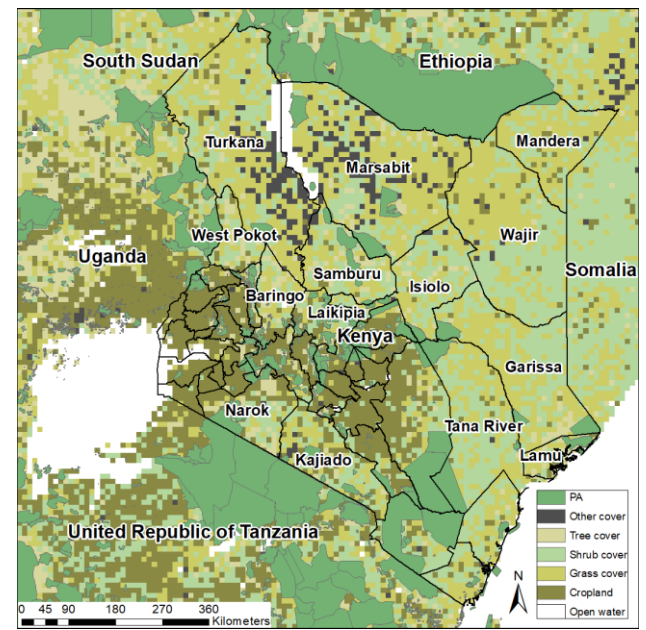 South Sudan
Ethiopia
Turkana
Mandera
Marsabit
West Pokot
Wajir
Uganda
Samburu
Somalia
Baringo
Isiolo
Laikipia
Kenya
Garissa
Narok
Tana River
Kajiado
Lamu
United Republic of Tanzania
PA
Other cover
Tree cover
Shrub cover
Grass cover
Cropland
Open water
N
0 45 90 180 270 360
Kilometers